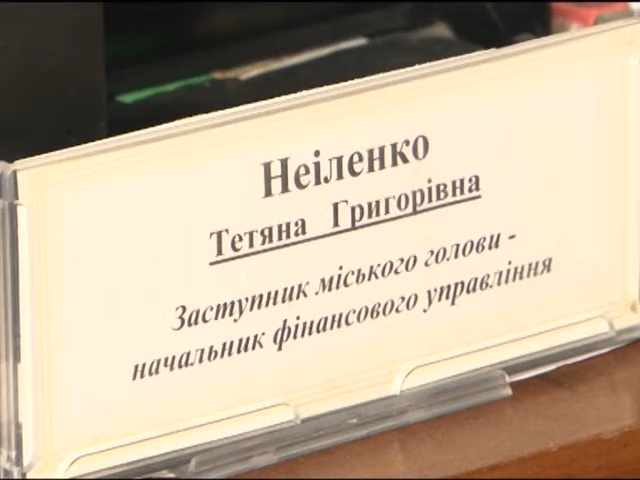 Неіленко
Тетяна Григорівна
Заступник міського голови -
начальник фінансового управління